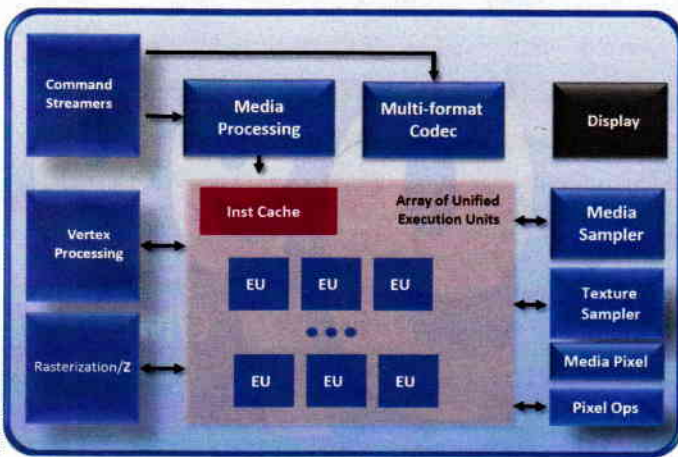 Command
Streamers
Media
Processing
Multi-format
Codec
Display
Inst Cache
Array of Unified
Execution Units
Media
Sampler
Vertex
Processing
EU
EU
EU
Texture
Sampler
Rasterization/Z
EU
EU
EU
Media Pixel
Pixel Ops